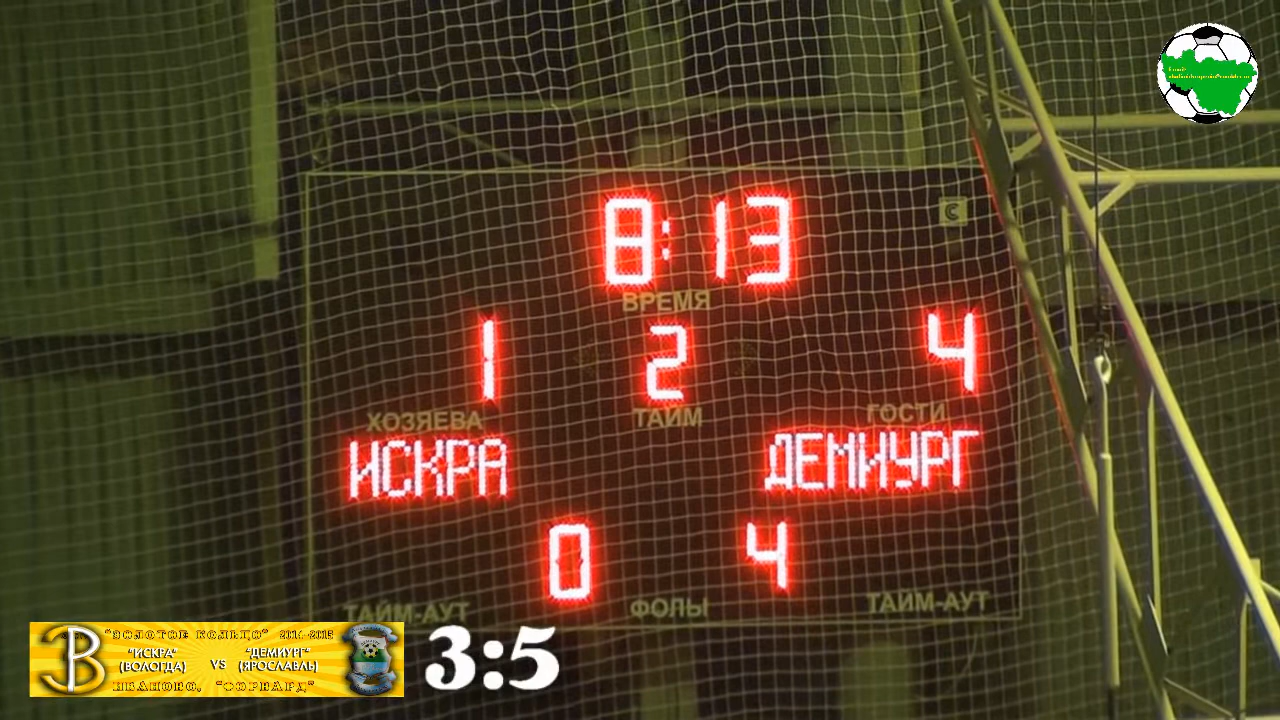 8:13
C
ВРЕМЯ
1 2 4
ХОЗЯЕВА ТАЙМ ГОСТИ
ИСКРА ДЕМИУРГ
0 4
ТАЙМ-АУТ ФОЛЫ ТАЙМ-АУТ
"ЗОЛОТОЕ КОЛЬЦО" 2014-2015
"ИСКРА" VS "ДЕМИУРГ"
(ВОЛОГДА) (ЯРОСЛАВЛЬ)
ИВАНОВО, "ФОРВАРД"
3:5